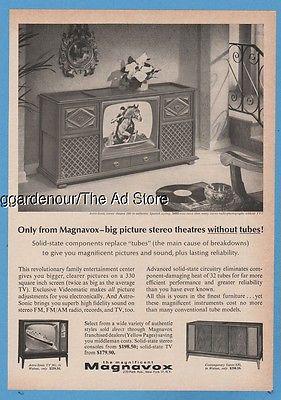 ggardenour/The Ad Store
Only from Magnavox—big picture stereo theatres without tubes!
Solid-state components replace "tubes" (the main cause of breakdowns)
to give you magnificent pictures and sound, plus lasting reliability.
This revolutionary family entertainment center
gives you bigger, clearer pictures on a 330
square inch screen (twice as big as the average
TV). Exclusive Videomatic makes all picture
adjustments for you electronically. And Astro-
Sonic brings you superb high fidelity sound on
stereo FM, FM/AM radio, records, and TV, too.
Advanced solid-state circuitry eliminates com-
ponent-damaging heat of 32 tubes for far more
efficient performance and greater reliability
in every component.
All this is yours in the finest furniture . . . yet
these magnificent instruments cost no more
than many conventional tube models.
Select from a wide variety of authentic
styles sold direct through Magnavox
franchised dealers (Yellow Pages) saving
you middleman costs. Solid-state stereo
consoles from $198.50; solid-state TV
from $179.90.
the magnificent
Magnavox